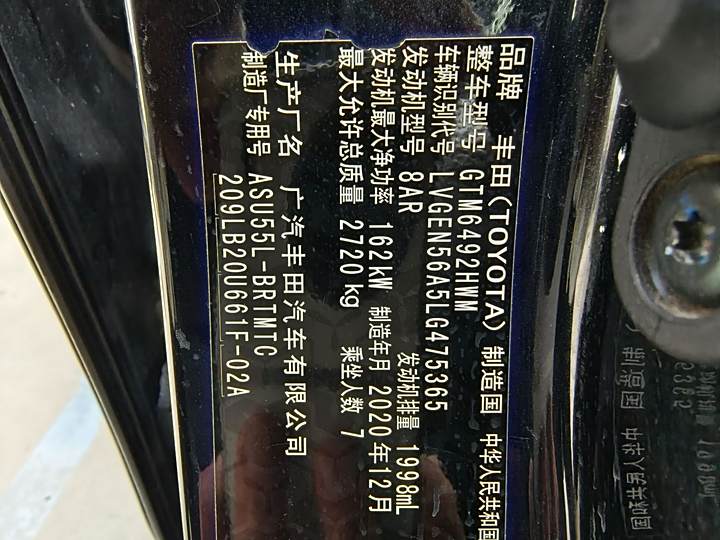 品牌 丰田(TOYOTA) 制造国 中华人民共和国
整车型号 GTM6492HWM
车辆识别代号 LVGEN56A5LG475365
发动机型号 8AR 发动机排量 1998mL
发动机最大净功率 162kW 制造年月 2020年12月
最大允许总质量 2720kg 乘坐人数 7
生产厂名 广汽丰田汽车有限公司
制造厂专用号 ASU55L-BRTMTC
209LB20U661F-02A